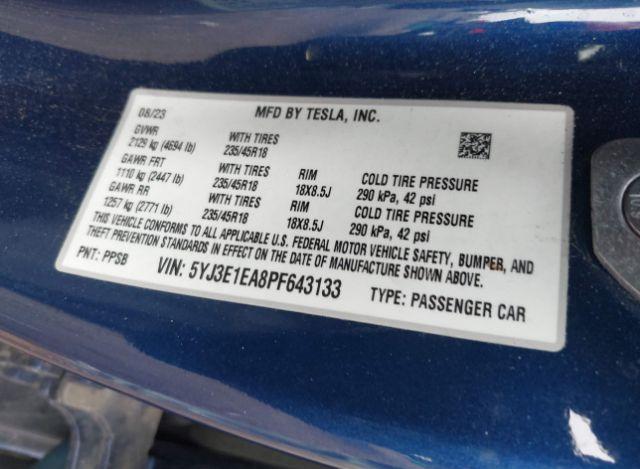 08/23 MFD BY TESLA, INC.
GVWR
2129 kg (4694 lb) WITH TIRES
235/45R18
GAWR FRT
1110 kg (2447 lb) WITH TIRES RIM COLD TIRE PRESSURE
235/45R18 18X8.5J 290 kPa, 42 psi
GAWR RR
1257 kg (2771 lb) WITH TIRES RIM COLD TIRE PRESSURE
235/45R18 18X8.5J 290 kPa, 42 psi
THIS VEHICLE CONFORMS TO ALL APPLICABLE U.S. FEDERAL MOTOR VEHICLE SAFETY, BUMPER, AND
THEFT PREVENTION STANDARDS IN EFFECT ON THE DATE OF MANUFACTURE SHOWN ABOVE.
PNT: PPSB VIN: 5YJ3E1EA8PF643133 TYPE: PASSENGER CAR